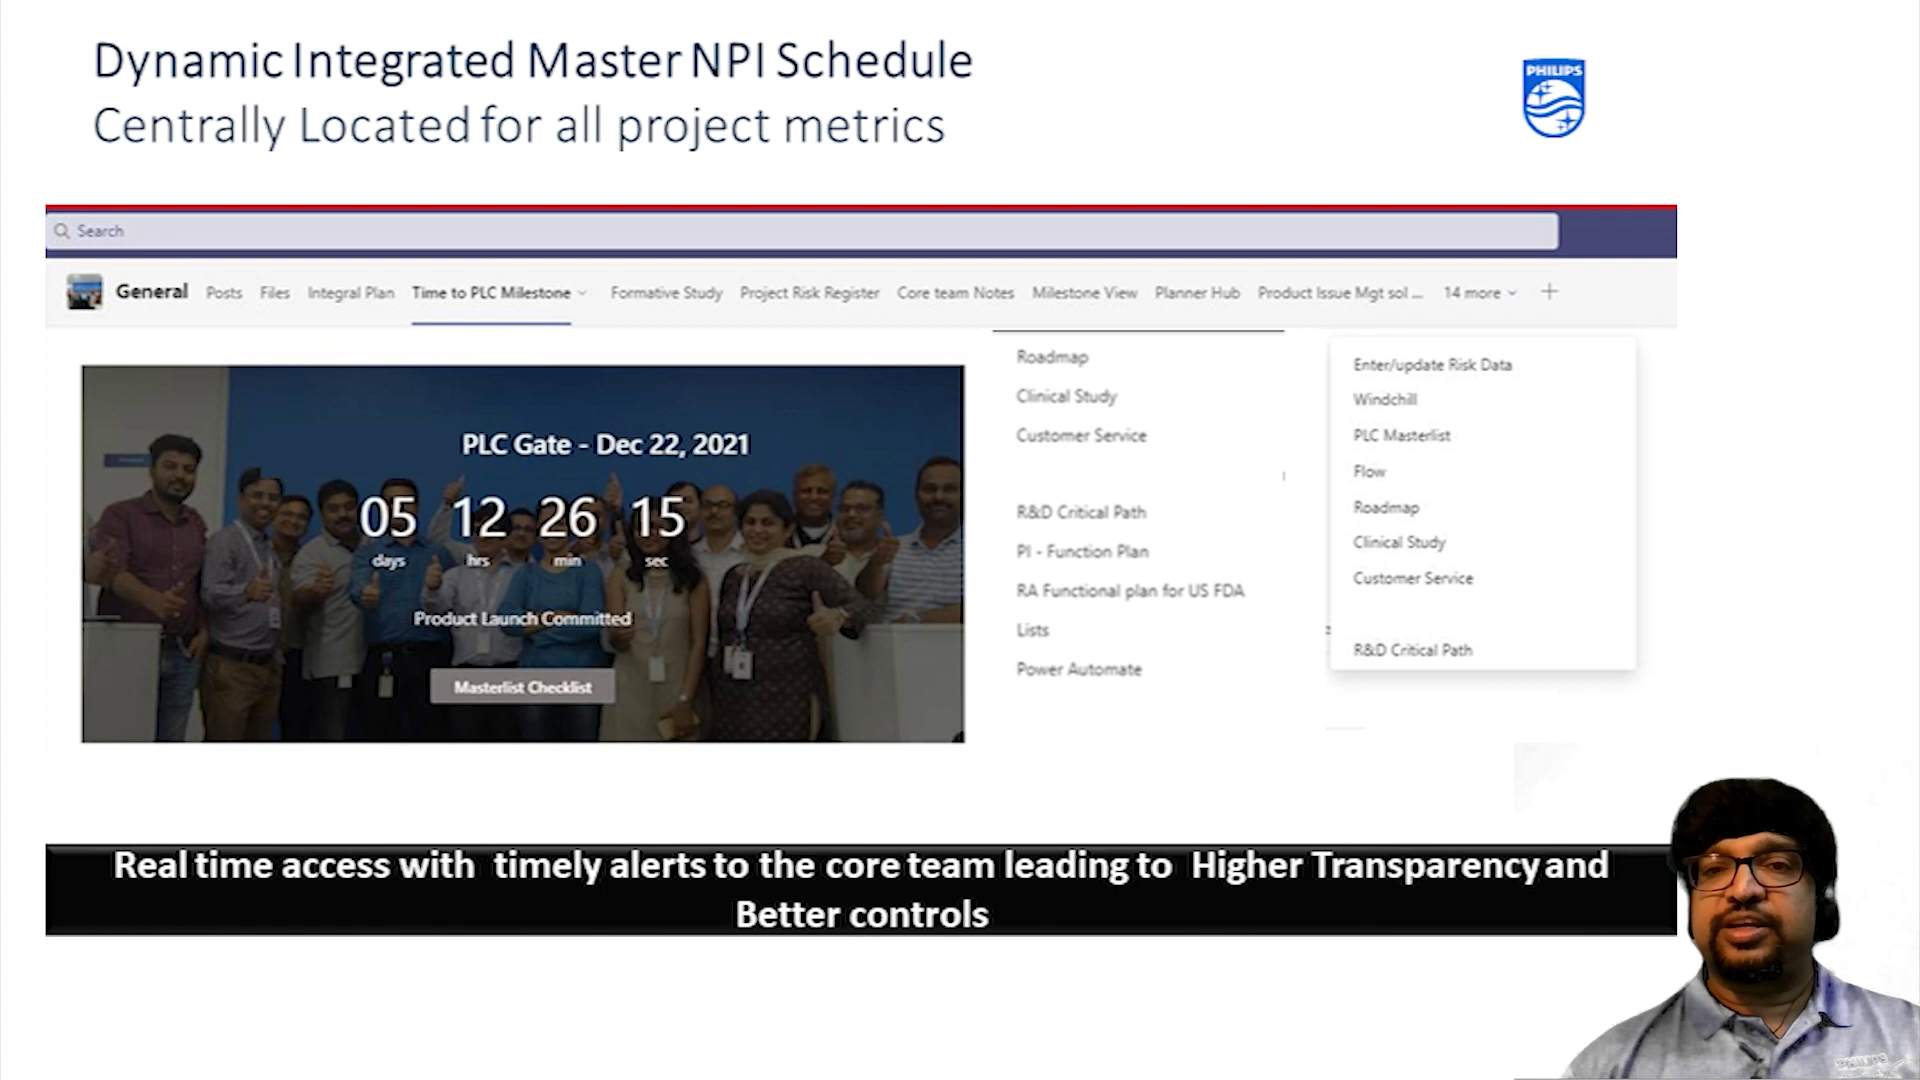 Dynamic Integrated Master NPI Schedule
Centrally Located for all project metrics
PHILIPS
Search
General Posts Files Integral Plan Time to PLC Milestone Formative Study Project Risk Register Core team Notes Milestone View Planner Hub Product Issue Mgt sol ... 14 more
PLC Gate - Dec 22, 2021
05 12 26 15
days hrs min sec
Product Launch Committed
Masterlist Checklist
Roadmap
Clinical Study
Customer Service
R&D Critical Path
PI - Function Plan
RA Functional plan for US FDA
Lists
Power Automate
Enter/update Risk Data
Windchill
PLC Masterlist
Flow
Roadmap
Clinical Study
Customer Service
R&D Critical Path
Real time access with timely alerts to the core team leading to Higher Transparency and
Better controls